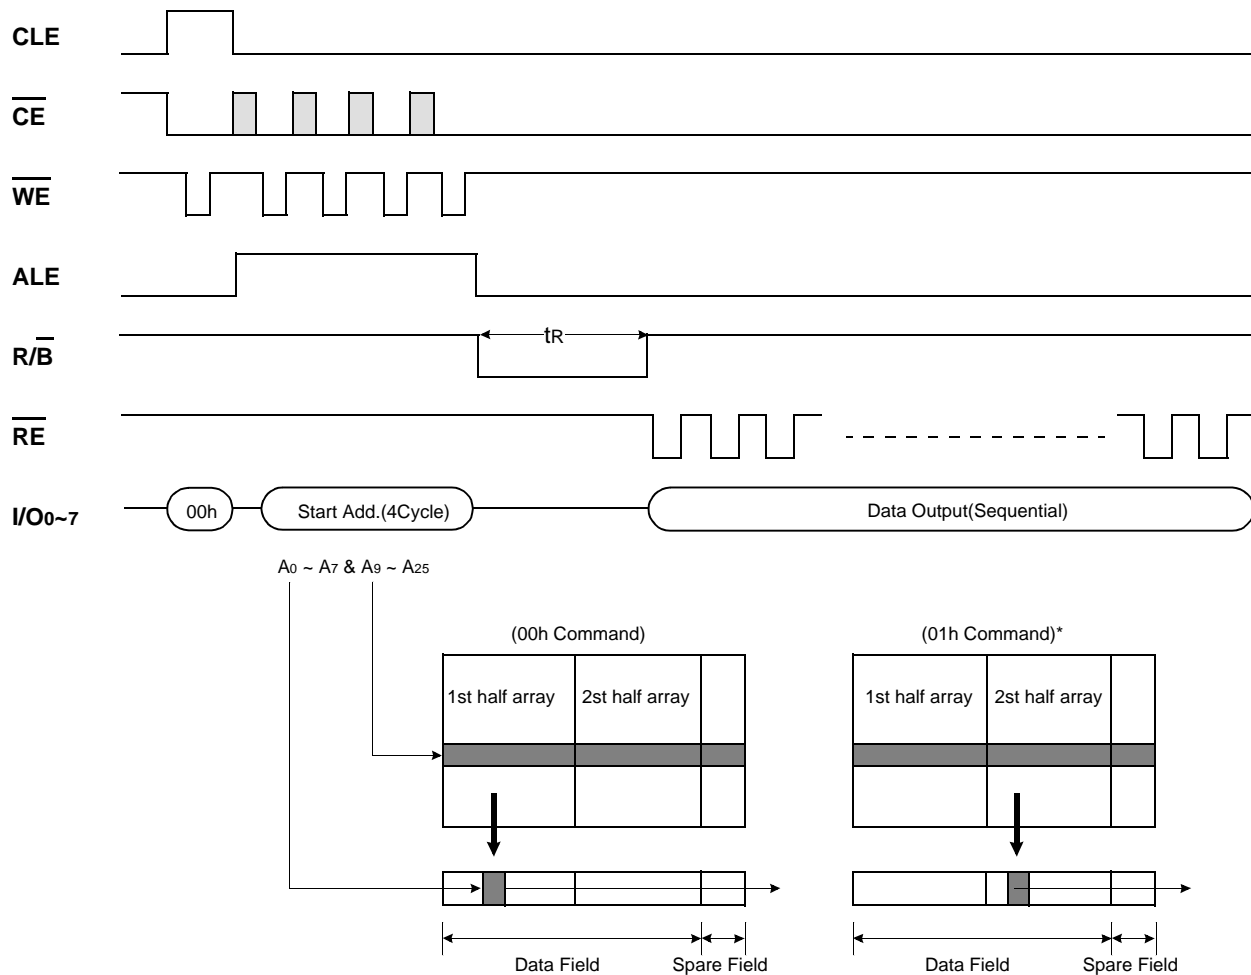 CLE
CE
WE
ALE
R/B
tR
RE
I/O0~7
00h
Start Add.(4Cycle)
Data Output(Sequential)
A0 ~ A7 & A9 ~ A25
(00h Command)
(01h Command)*
1st half array
2st half array
1st half array
2st half array
Data Field
Spare Field
Data Field
Spare Field